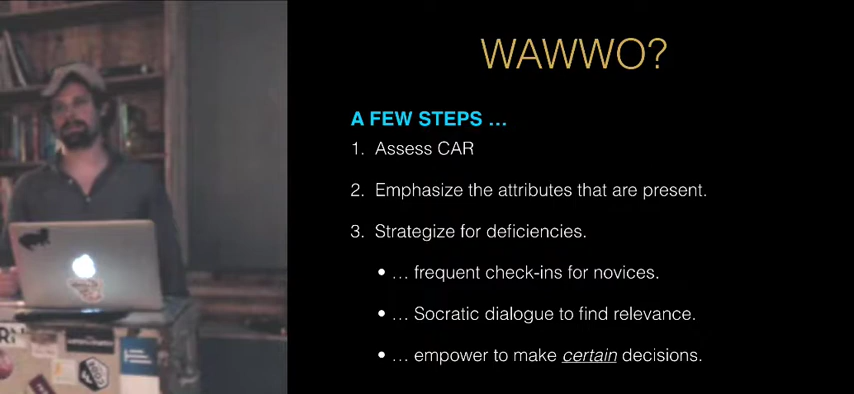 WAWWO?
A FEW STEPS ...
1. Assess CAR
2. Emphasize the attributes that are present.
3. Strategize for deficiencies.
• ... frequent check-ins for novices.
• ... Socratic dialogue to find relevance.
• ... empower to make certain decisions.